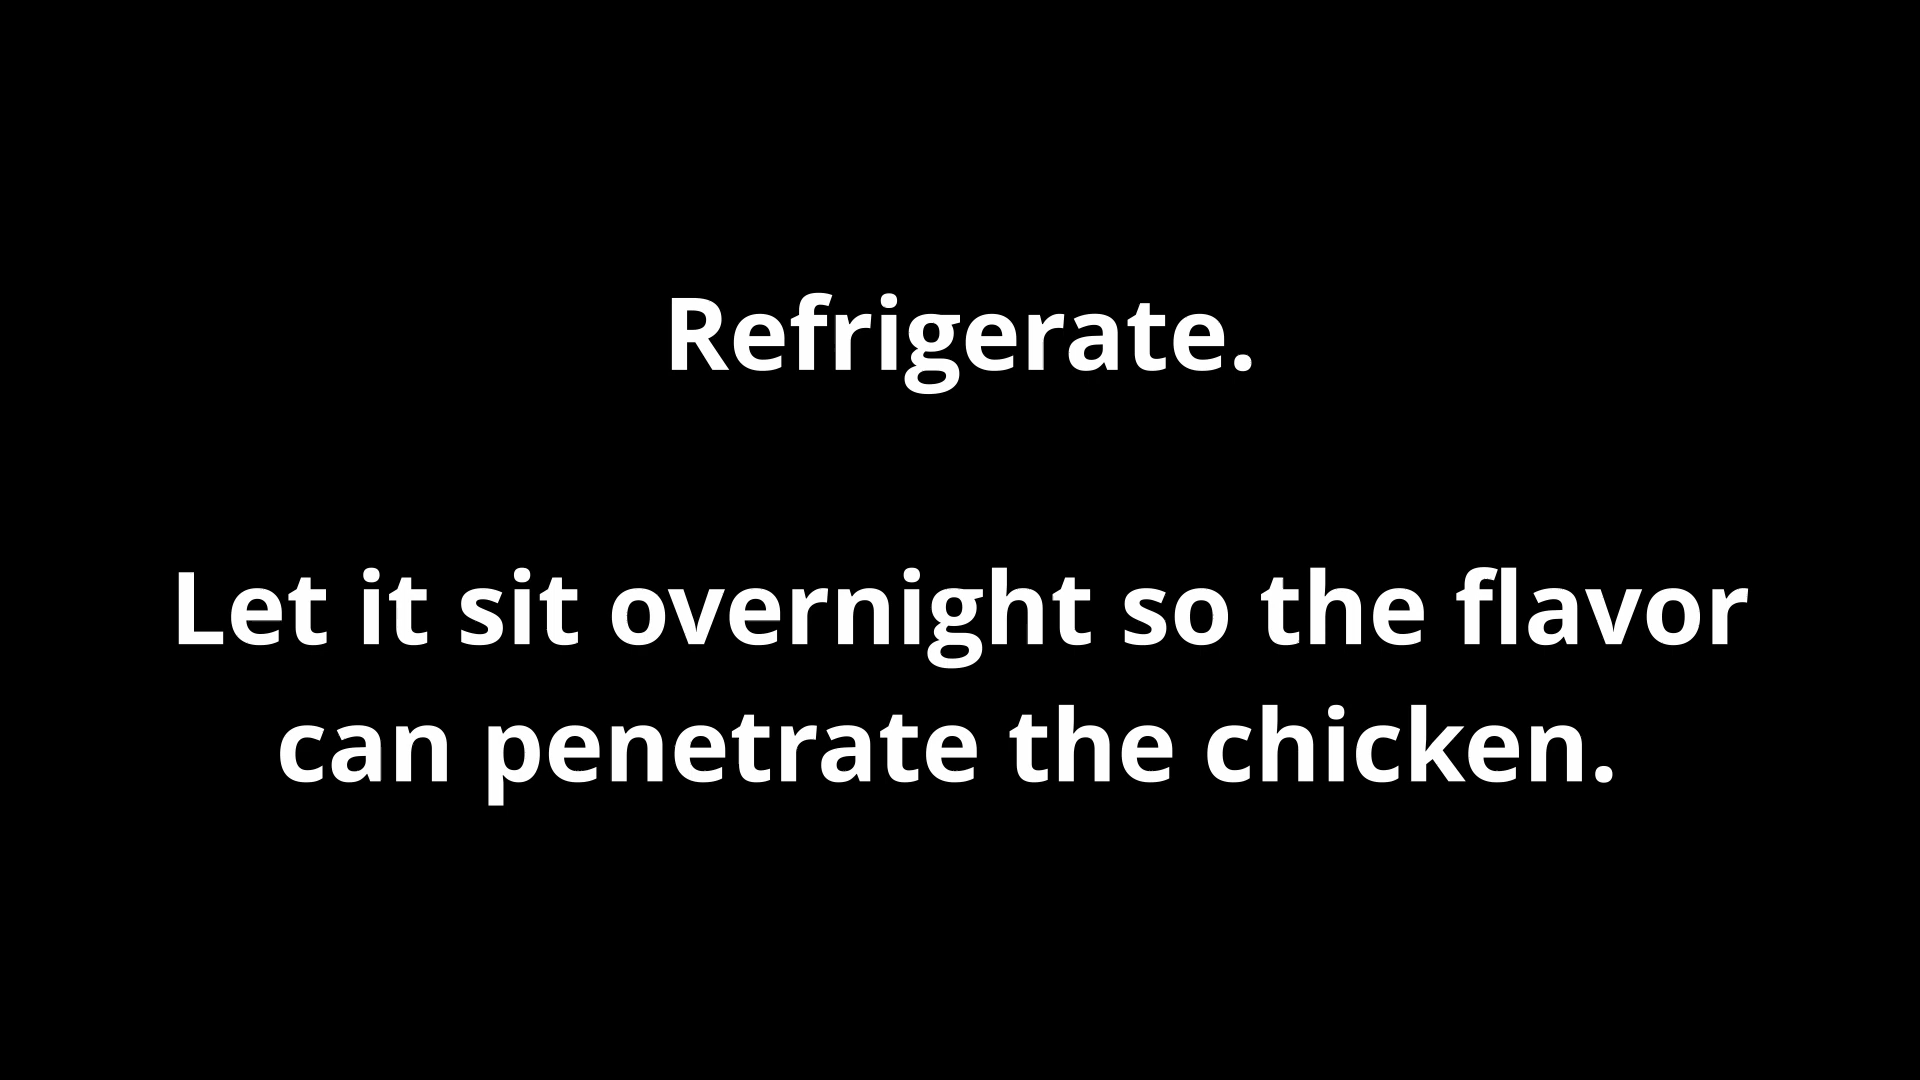 Refrigerate.
Let it sit overnight so the flavor
can penetrate the chicken.